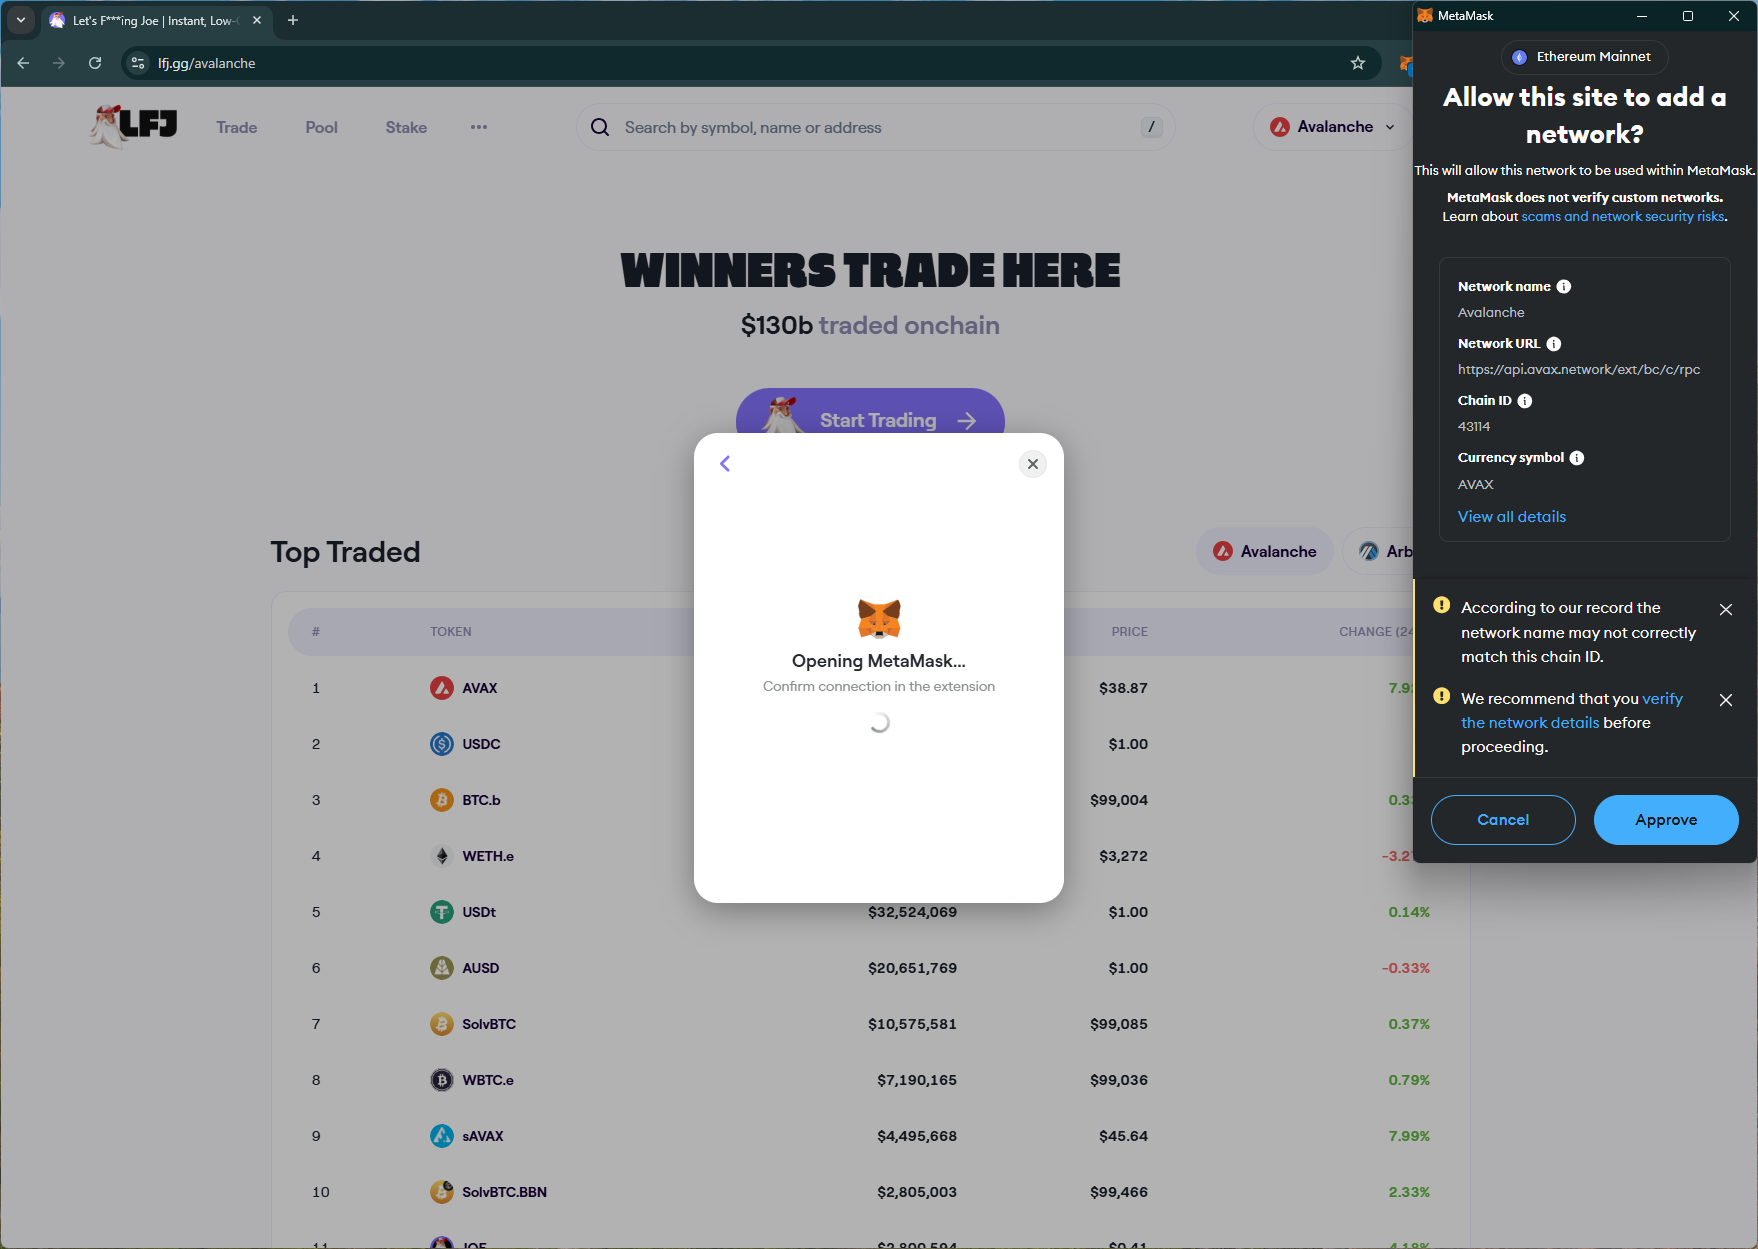 Let's F***ing Joe | Instant, Low-
lfj.gg/avalanche
LFJ
Trade
Pool
Stake
Search by symbol, name or address
/
Avalanche
WINNERS TRADE HERE
$130b traded onchain
Start Trading
Opening MetaMask...
Confirm connection in the extension
Top Traded
Avalanche
Arb
# TOKEN PRICE CHANGE (24
1 AVAX $38.87 7.9
2 USDC $1.00
3 BTC.b $99,004 0.3
4 WETH.e $3,272 -3.2
5 USDt $32,524,069 $1.00 0.14%
6 AUSD $20,651,769 $1.00 -0.33%
7 SolvBTC $10,575,581 $99,085 0.37%
8 WBTC.e $7,190,165 $99,036 0.79%
9 sAVAX $4,495,668 $45.64 7.99%
10 SolvBTC.BBN $2,805,003 $99,466 2.33%
11 JOE $2,800,594 $0.41 4.18%
MetaMask
Ethereum Mainnet
Allow this site to add a
network?
This will allow this network to be used within MetaMask.
MetaMask does not verify custom networks.
Learn about scams and network security risks.
Network name
Avalanche
Network URL
https://api.avax.network/ext/bc/c/rpc
Chain ID
43114
Currency symbol
AVAX
View all details
According to our record the
network name may not correctly
match this chain ID.
We recommend that you verify
the network details before
proceeding.
Cancel
Approve